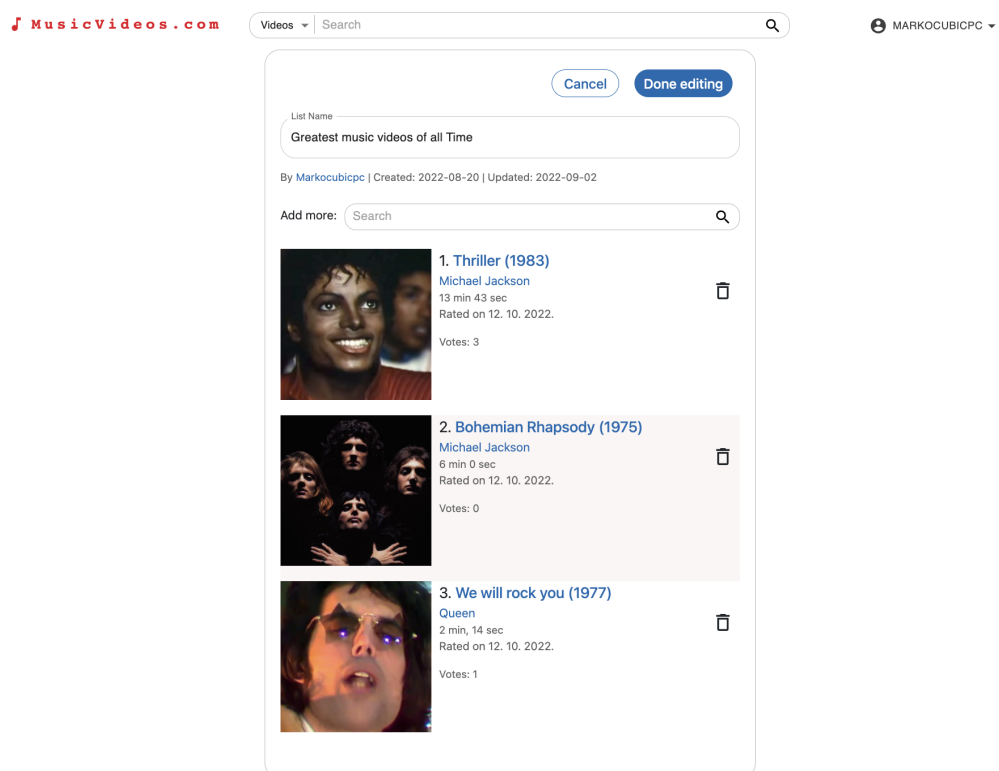 MusicVideos.com
Videos
Search
MARKOCUBICPC
Cancel
Done editing
List Name
Greatest music videos of all Time
By Markocubicpc | Created: 2022-08-20 | Updated: 2022-09-02
Add more:
Search
1. Thriller (1983)
Michael Jackson
13 min 43 sec
Rated on 12. 10. 2022.
Votes: 3
2. Bohemian Rhapsody (1975)
Michael Jackson
6 min 0 sec
Rated on 12. 10. 2022.
Votes: 0
3. We will rock you (1977)
Queen
2 min, 14 sec
Rated on 12. 10. 2022.
Votes: 1